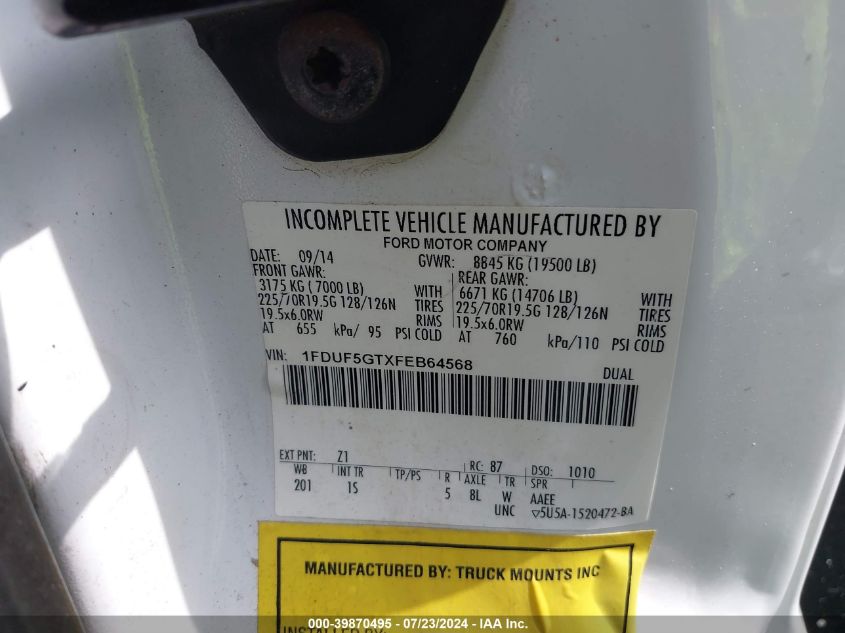 INCOMPLETE VEHICLE MANUFACTURED BY
FORD MOTOR COMPANY
DATE: 09/14 GVWR: 8845 KG (19500 LB)
FRONT GAWR: REAR GAWR:
3175 KG ( 7000 LB) WITH 6671 KG (14706 LB) WITH
225/70R19.5G 128/126N TIRES 225/70R19.5G 128/126N TIRES
19.5x6.0RW RIMS 19.5x6.0RW RIMS
AT 655 kPa/ 95 PSI COLD AT 760 kPa/110 PSI COLD
VIN: 1FDUF5GTXFEB64568 DUAL
EXT PNT: Z1 RC: 87 DSO: 1010
WB INT TR TP/PS R AXLE TR SPR
201 1S 5 BL W AAEE
UNC ▽5U5A-1520472-BA
MANUFACTURED BY: TRUCK MOUNTS INC
INSTALLED BY:
000-39870495 - 07/23/2024 - IAA Inc.